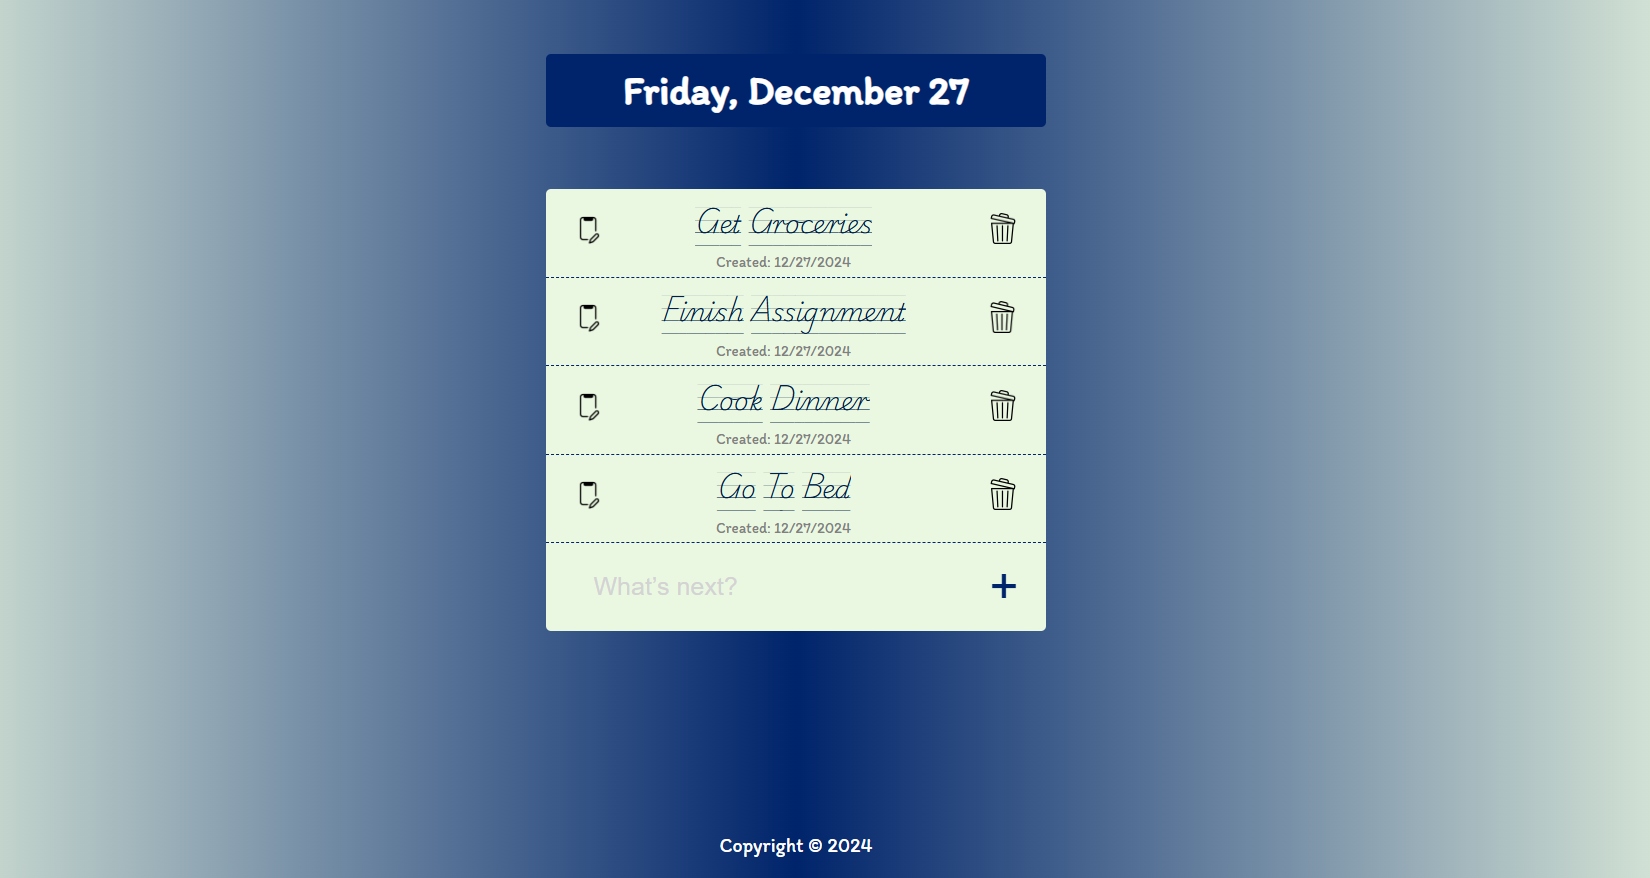 Friday, December 27
Get Groceries
Created: 12/27/2024
Finish Assignment
Created: 12/27/2024
Cook Dinner
Created: 12/27/2024
Go To Bed
Created: 12/27/2024
What's next?
Copyright © 2024